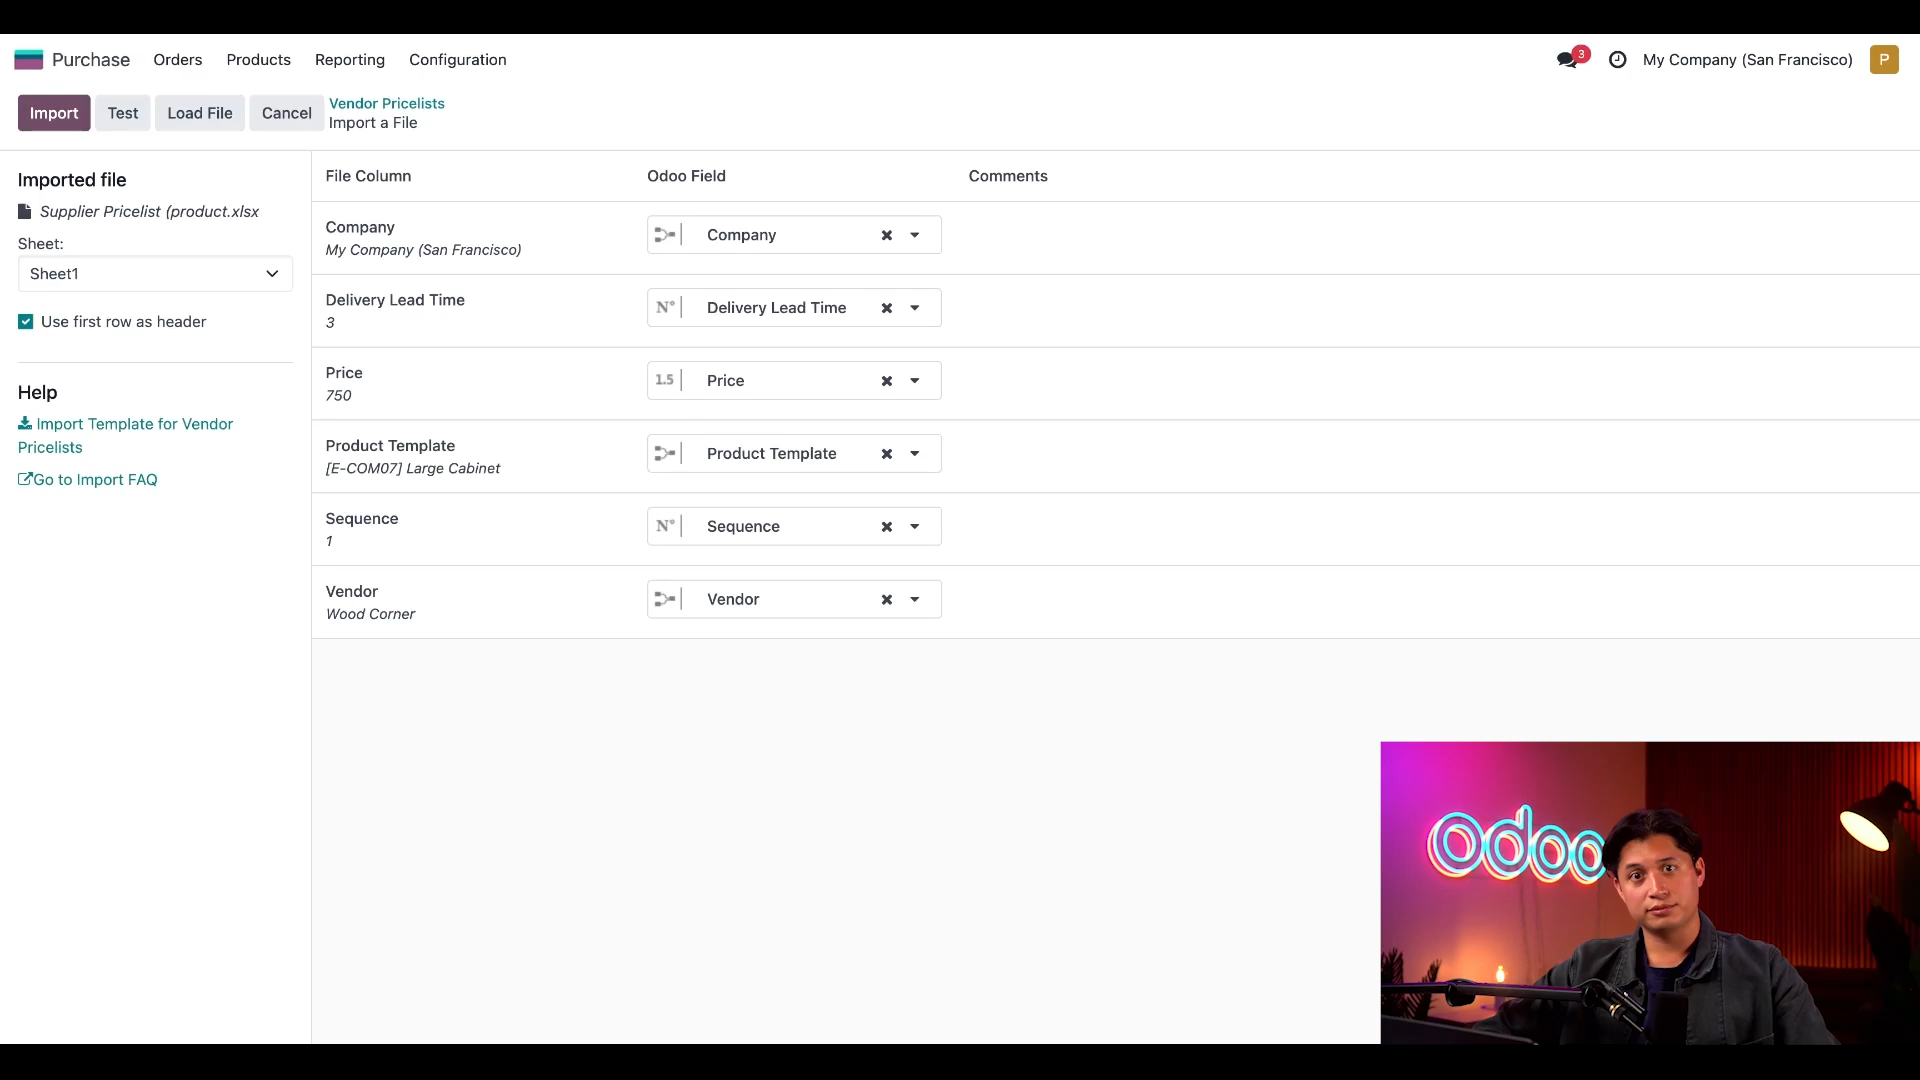 Purchase Orders Products Reporting Configuration 3 My Company (San Francisco) P
Import Test Load File Cancel Vendor Pricelists
Import a File
Imported file
Supplier Pricelist (product.xlsx
Sheet:
Sheet1
Use first row as header
Help
Import Template for Vendor
Pricelists
Go to Import FAQ
File Column Odoo Field Comments
Company
My Company (San Francisco)
Company
Delivery Lead Time
3
N° Delivery Lead Time
Price
750
1.5 Price
Product Template
[E-COM07] Large Cabinet
Product Template
Sequence
1
N° Sequence
Vendor
Wood Corner
Vendor
odoo